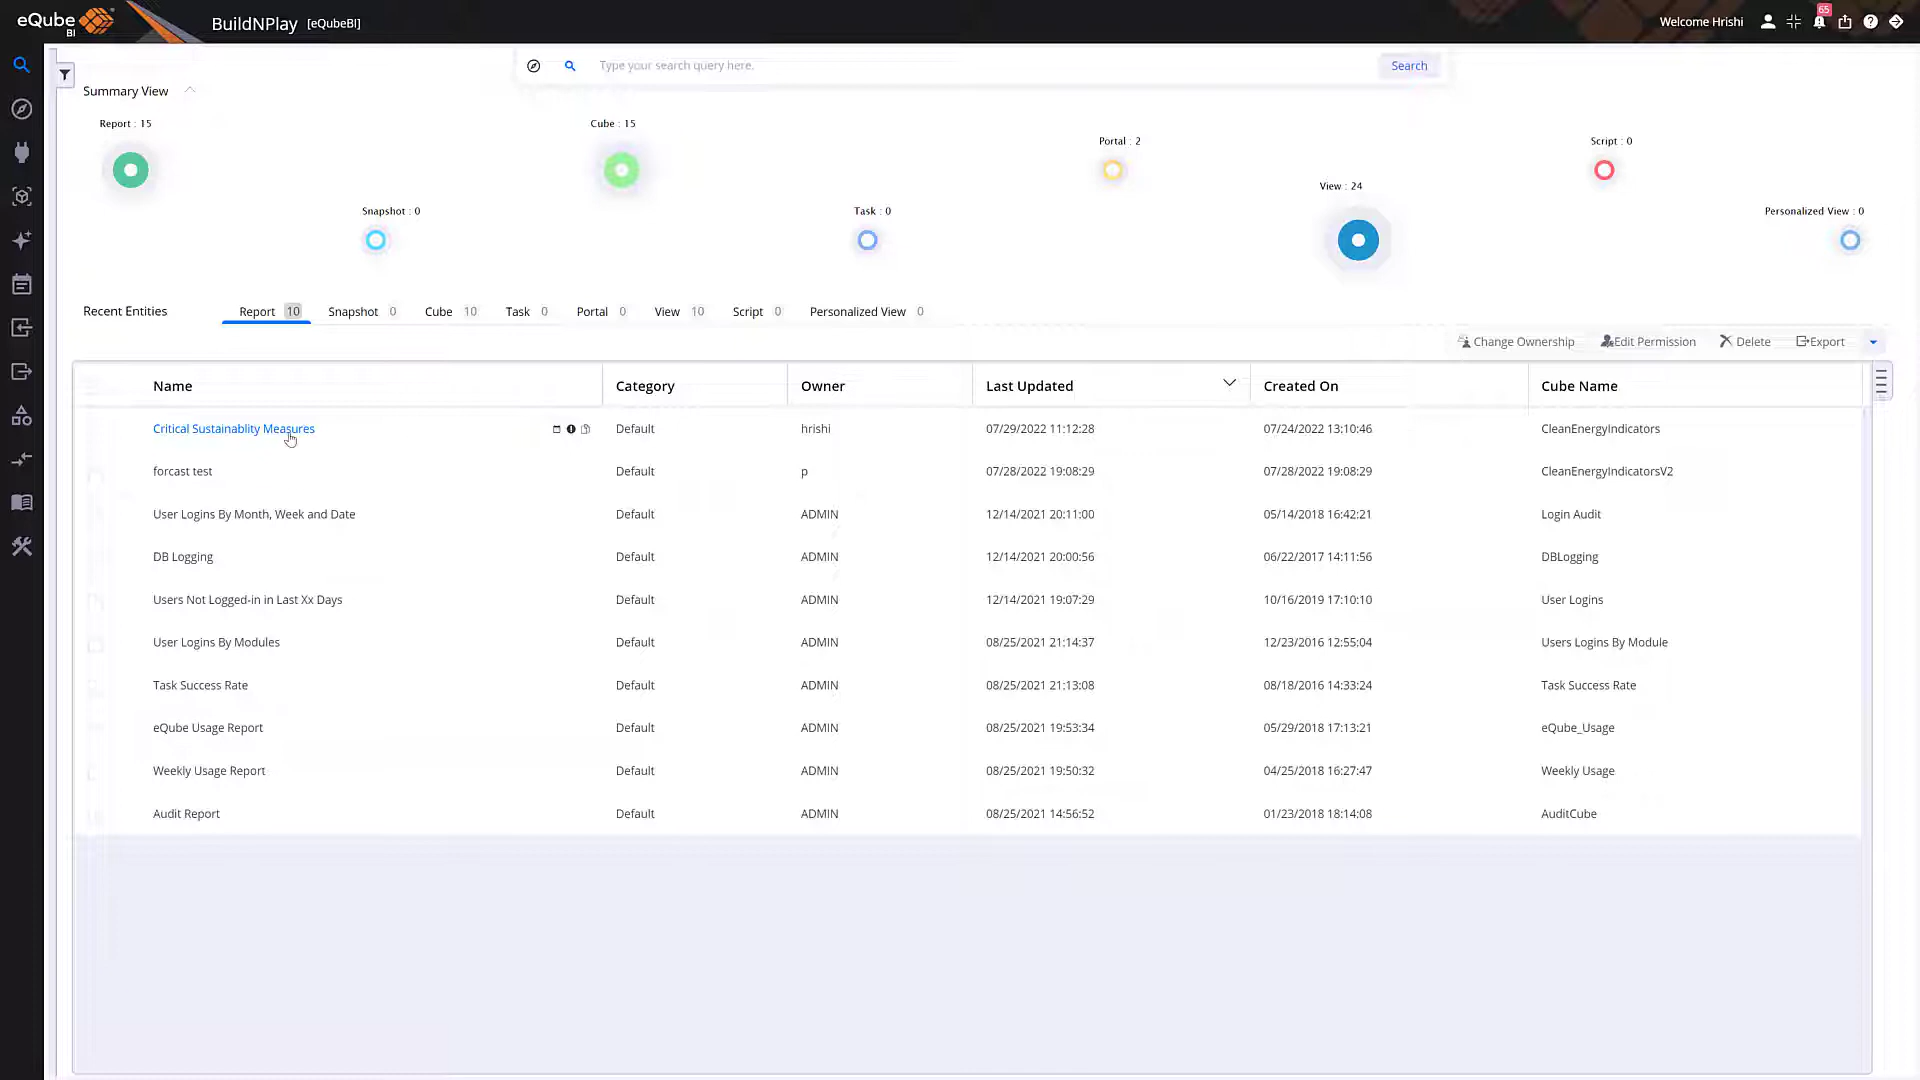 eQube BI BuildNPlay [eQubeBI] Welcome Hrishi 65
Type your search query here. Search
Summary View
Report : 15
Cube : 15
Portal : 2
Script : 0
View : 24
Snapshot : 0
Task : 0
Personalized View : 0
Recent Entities Report 10 Snapshot 0 Cube 10 Task 0 Portal 0 View 10 Script 0 Personalized View 0
Change Ownership Edit Permission Delete Export
Name Category Owner Last Updated Created On Cube Name
Critical Sustainablity Measures Default hrishi 07/29/2022 11:12:28 07/24/2022 13:10:46 CleanEnergyIndicators
forcast test Default p 07/28/2022 19:08:29 07/28/2022 19:08:29 CleanEnergyIndicatorsV2
User Logins By Month, Week and Date Default ADMIN 12/14/2021 20:11:00 05/14/2018 16:42:21 Login Audit
DB Logging Default ADMIN 12/14/2021 20:00:56 06/22/2017 14:11:56 DBLogging
Users Not Logged-in in Last Xx Days Default ADMIN 12/14/2021 19:07:29 10/16/2019 17:10:10 User Logins
User Logins By Modules Default ADMIN 08/25/2021 21:14:37 12/23/2016 12:55:04 Users Logins By Module
Task Success Rate Default ADMIN 08/25/2021 21:13:08 08/18/2016 14:33:24 Task Success Rate
eQube Usage Report Default ADMIN 08/25/2021 19:53:34 05/29/2018 17:13:21 eQube_Usage
Weekly Usage Report Default ADMIN 08/25/2021 19:50:32 04/25/2018 16:27:47 Weekly Usage
Audit Report Default ADMIN 08/25/2021 14:56:52 01/23/2018 18:14:08 AuditCube